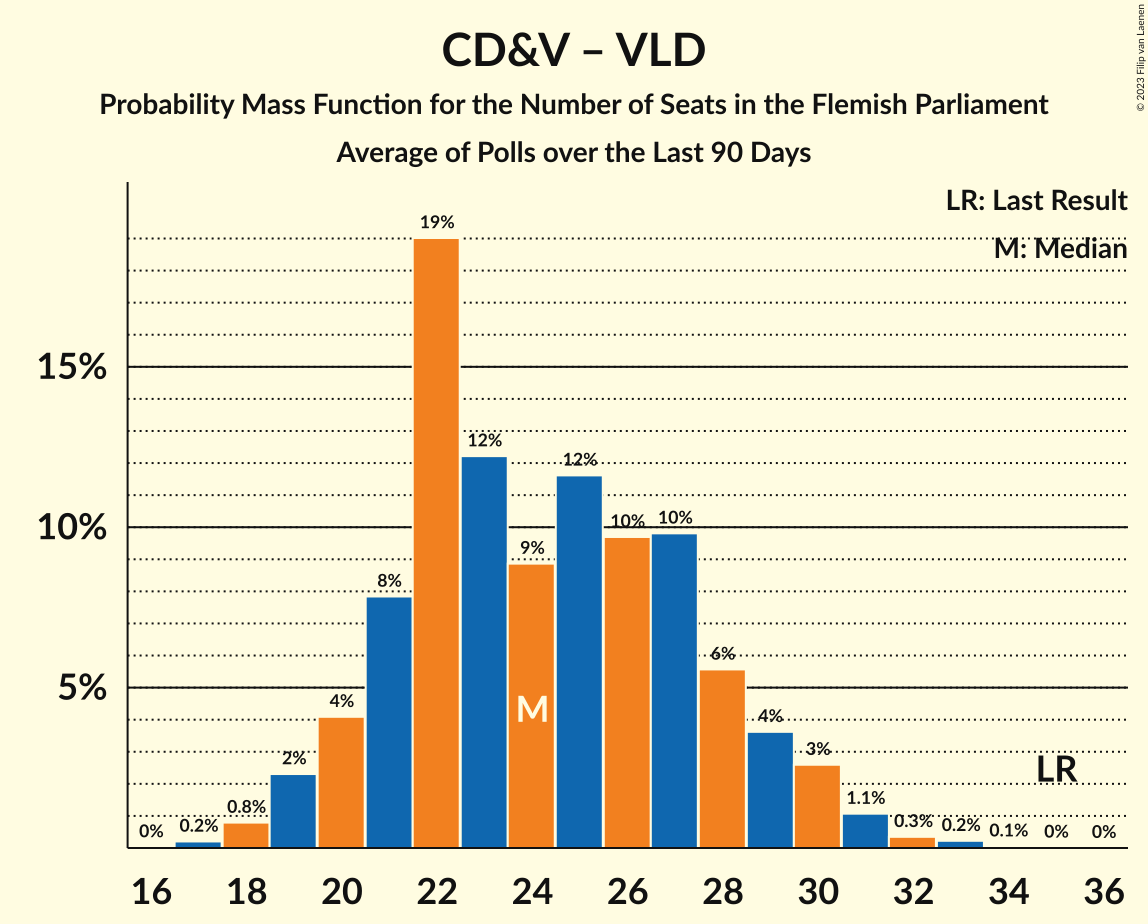 CD&V – VLD
Probability Mass Function for the Number of Seats in the Flemish Parliament
Average of Polls over the Last 90 Days
© 2023 Filip van Laenen
LR: Last Result
M: Median
15%
10%
5%
0%
0.2%
0.8%
2%
4%
8%
19%
12%
9%
12%
10%
10%
6%
4%
3%
1.1%
0.3%
0.2%
0.1%
0%
0%
M
LR
16 18 20 22 24 26 28 30 32 34 36